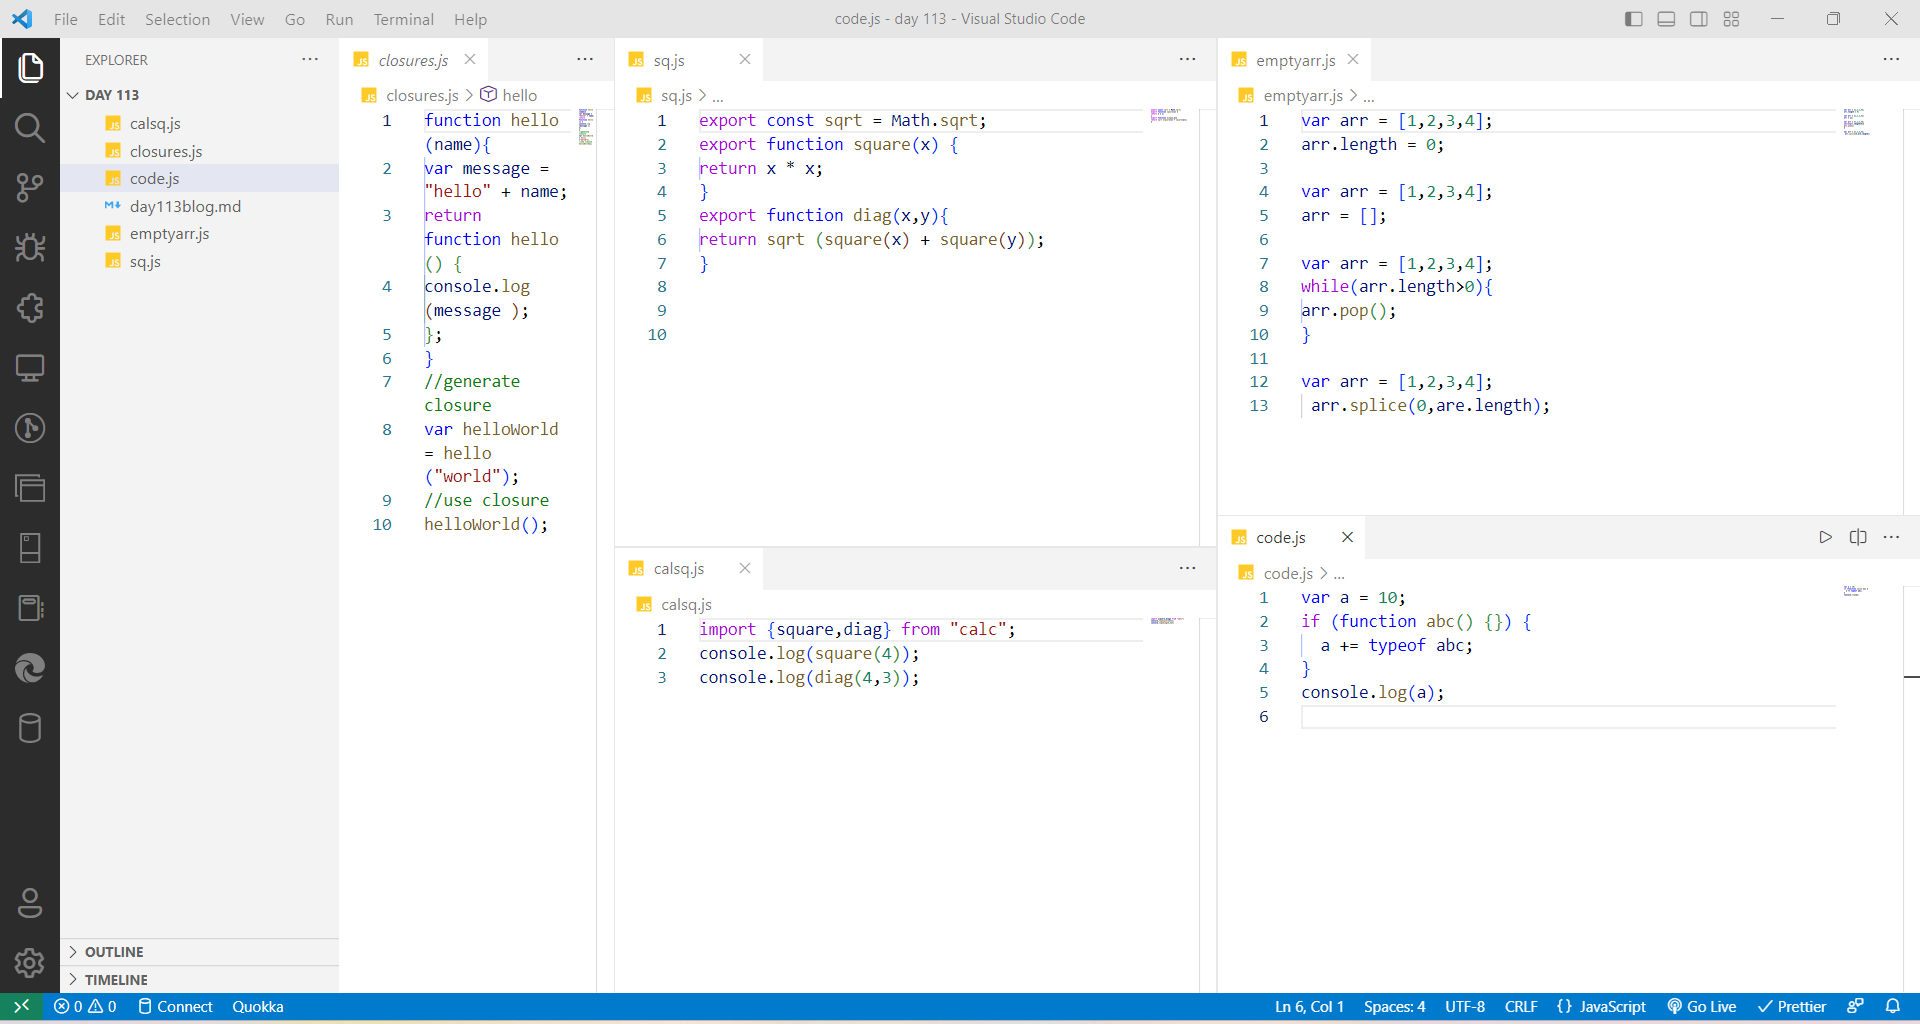 File Edit Selection View Go Run Terminal Help
code.js - day 113 - Visual Studio Code
EXPLORER
DAY 113
calsq.js
closures.js
code.js
day113blog.md
emptyarr.js
sq.js
OUTLINE
TIMELINE
closures.js
closures.js > hello
1 function hello
(name){
2 var message =
"hello" + name;
3 return
function hello
() {
4 console.log
(message );
5 };
6 }
7 //generate
closure
8 var helloWorld
= hello
("world");
9 //use closure
10 helloWorld();
sq.js
sq.js > ...
1 export const sqrt = Math.sqrt;
2 export function square(x) {
3 return x * x;
4 }
5 export function diag(x,y){
6 return sqrt (square(x) + square(y));
7 }
8
9
10
calsq.js
calsq.js
1 import {square,diag} from "calc";
2 console.log(square(4));
3 console.log(diag(4,3));
emptyarr.js
emptyarr.js > ...
1 var arr = [1,2,3,4];
2 arr.length = 0;
3
4 var arr = [1,2,3,4];
5 arr = [];
6
7 var arr = [1,2,3,4];
8 while(arr.length>0){
9 arr.pop();
10 }
11
12 var arr = [1,2,3,4];
13 arr.splice(0,are.length);
code.js
code.js > ...
1 var a = 10;
2 if (function abc() {}) {
3 a += typeof abc;
4 }
5 console.log(a);
6
0 0 Connect Quokka
Ln 6, Col 1 Spaces: 4 UTF-8 CRLF {} JavaScript Go Live Prettier